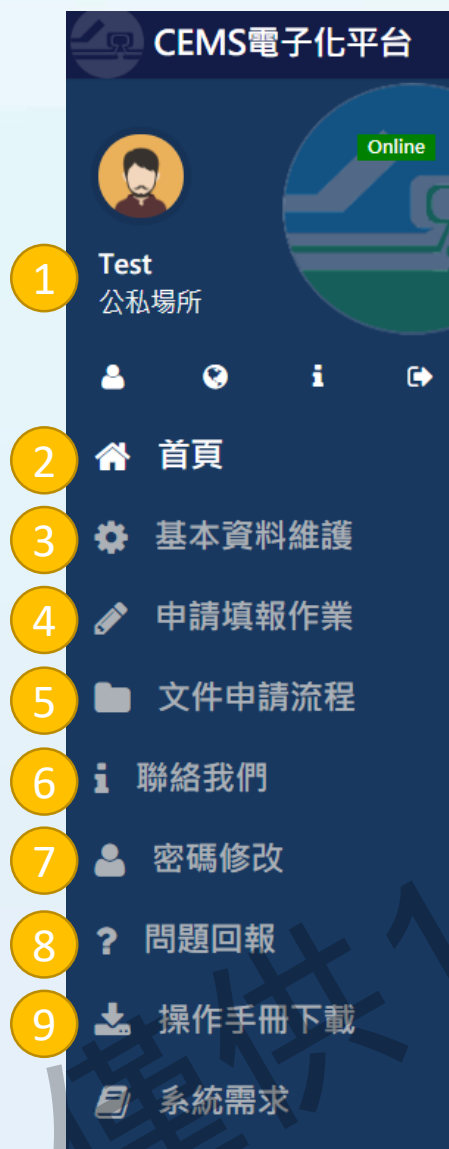 CEMS電子化平台
Online
1
Test
公私場所
2 首頁
3 基本資料維護
4 申請填報作業
5 文件申請流程
6 聯絡我們
7 密碼修改
8 問題回報
9 操作手冊下載
系統需求
僅供1